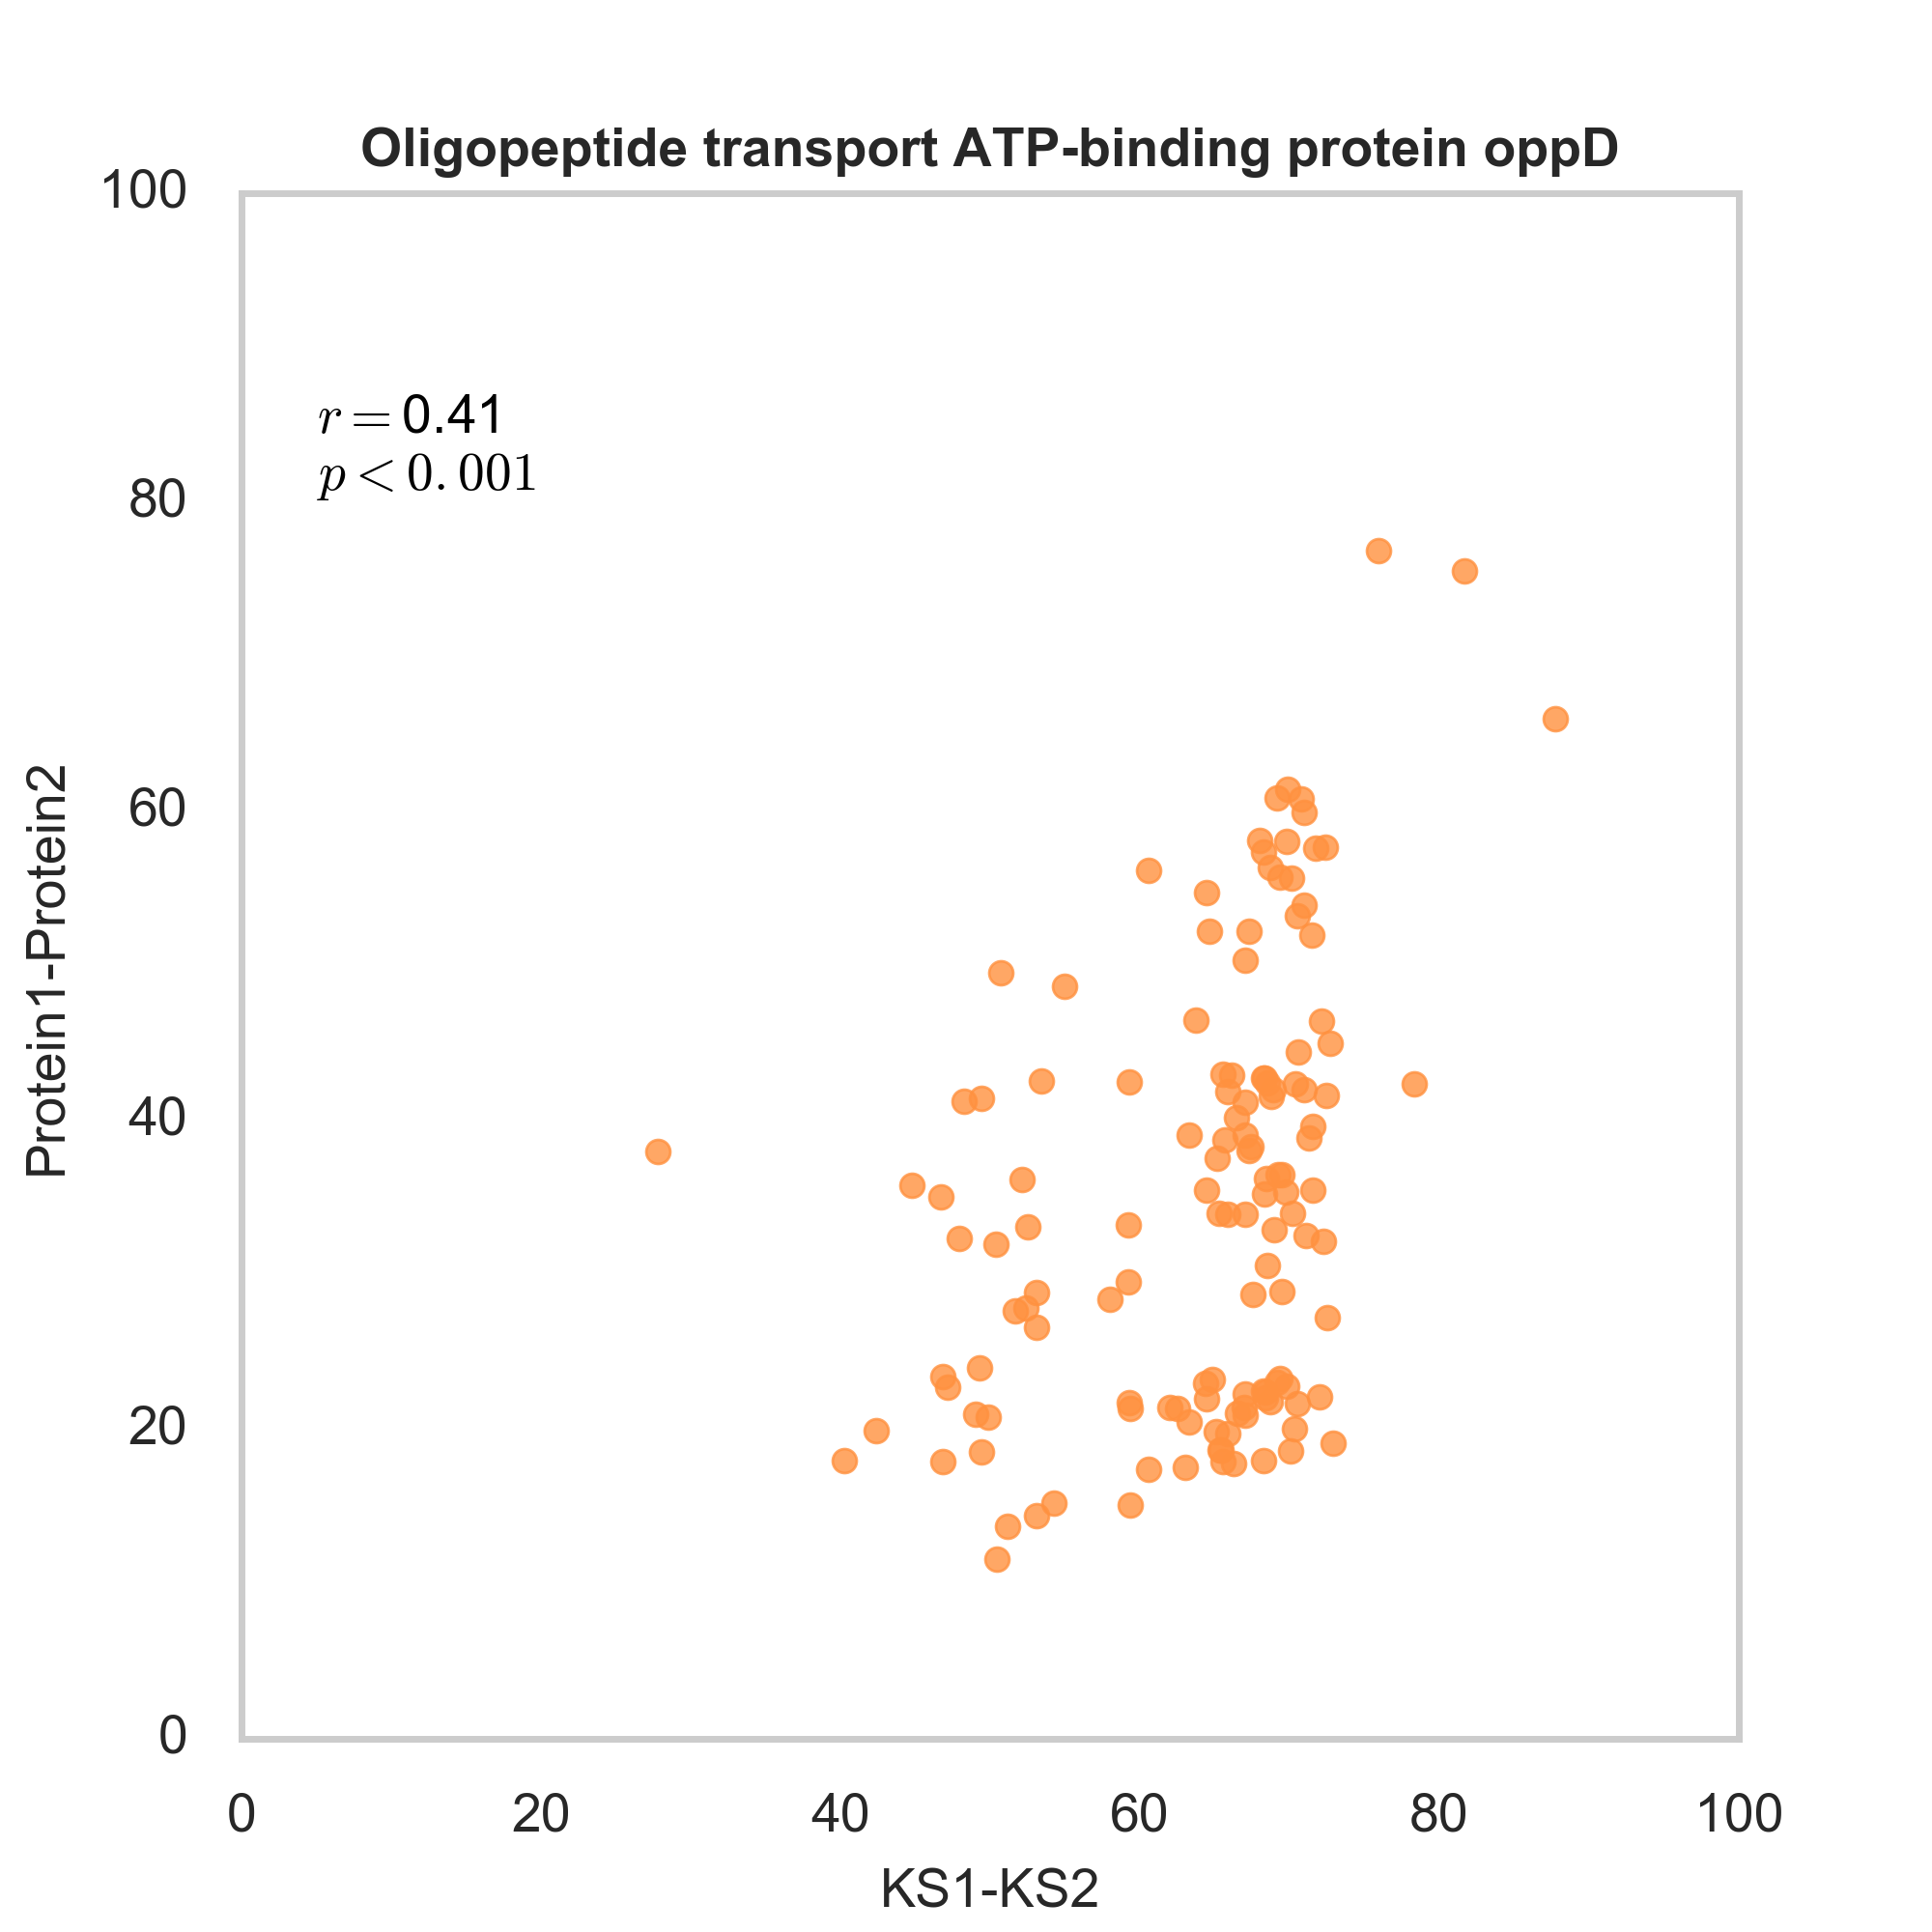 Oligopeptide transport ATP-binding protein oppD
100
r = 0.41
p < 0.001
80
60
40
20
0
Protein1-Protein2
0 20 40 60 80 100
KS1-KS2